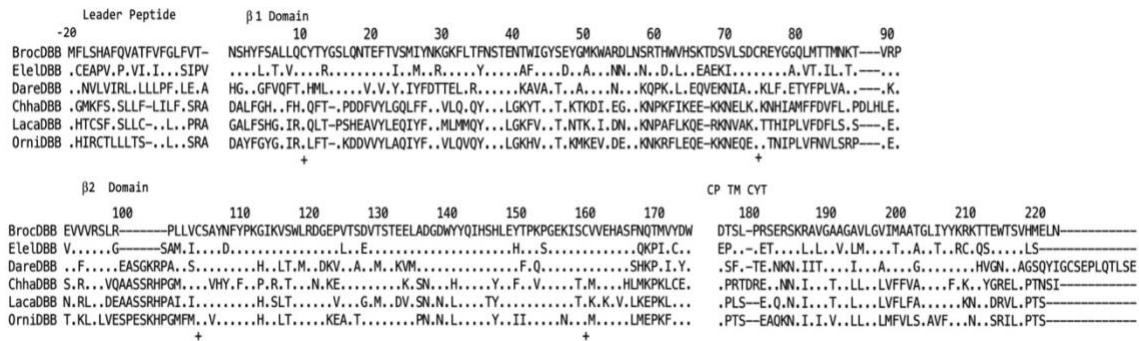 Leader Peptide β1 Domain
-20 10 20 30 40 50 60 70 80 90
BrocDBB MFLSHAFQVATFVFGLFVT- NSHYFSALLQCYTYGSLQNTEFTVSMIYNKGKFLTFNSTENTWIGYSEYGMKWARDLNSRTHWVHSKTDSVLSDCREYGGQLMTTMNKT---VRP
ElelDBB .CEAPV.P.VI.I...SIPV ....L.T.V....R.........I..M..R.....Y....AF....D..A...NN..N..D.L..EAEKI........A.VT.IL.T.---...
DareDBB ..NVLVIRL.LLLPF.LE.A HG..GFVQFT.HML.....V.V.Y.IYFDTTEL.R.......KAVA.T..A....N...KQPK.L.EQVEKNIA..KLF.ETYFPLVA..---.K.
ChhaDBB .GMKFS.SLLF-LILF.SRA DALFGH..FH.QFT-.PDDFVYLGQLFF..VLQ.QY...LGKYT..T.KTKDI.EG..KNPKFIKEE-KKNELK.KNHIAMFFDVFL.PDLHLE.
LacaDBB .HTCSF.SLLC-..L..PRA GALFSHG.IR.QLT-PSHEAVYLEQIYF..MLMMQY...LGKFV..T.NTK.I.DN..KNPAFLKQE-RKNVAK.TTHIPLVFDFLS.S---.E.
OrniDBB .HIRCTLLLTS-..L..SRA DAYFGYG.IR.LFT-.KDDVVYLAQIYF..VLQVQY...LGKHV..T.KMKEV.DE..KNKRFLEQE-KKNEQE..TNIPLVFNVLSRP---.E.
+ +
β2 Domain CP TM CYT
100 110 120 130 140 150 160 170 180 190 200 210 220
BrocDBB EVVVRSLR-------PLLVCSAYNFYPKGIKVSWLRDGEPVTSDVTSTEELADGDWYYQIHSHLEYTPKPGEKISCVVEHASFNQTMVYDW DTSL-PRSERSKRAVGAAGAVLGVIMAATGLIYYKRKTTEWTSVHMELN------------
ElelDBB V.....G------SAM.I....D..............L..E..................H...S..........QKPI.C.. EP..-.ET....L.L..V.LM....T..A..T..RC.QS.....LS-------------
DareDBB ..F.....EASGKRPA..S........H..LT.M..DKV..A..M..KVM.............F.Q..........SHKP.I.Y. .SF.-TE.NKN.IIT....I...A....G........HVGN..AGSQYIGCSEPLQTLSE
ChhaDBB S.R...VQAASSRHPGM...VHY.F..P.R.T...N.KE.......K.SN...H....Y..F..V.....T.M....HLMKPKLCE. .PRTDRE..NN.I...T..LL..LVFFVA....F.K..YGREL.PTNSI------------
LacaDBB N.RL..DEAASSRHPAI.I.......H.SLT.....V...G.M..DV.SN.N.L....TY.........T.K.K.V.LKEPKL... .PLS--E.Q.N.I...T..LL..VLFLFA......KN..DRVL.PTS------------
OrniDBB T.KL.LVESPESKHPGMFM..V.....H..LT....KEA.T.......PN.N.L....Y..II...N...M.......LMEPKF... .PTS--EAQKN.I.I.V..LL..LMFVLS.AVF...N..SRIL.PTS------------
+ +